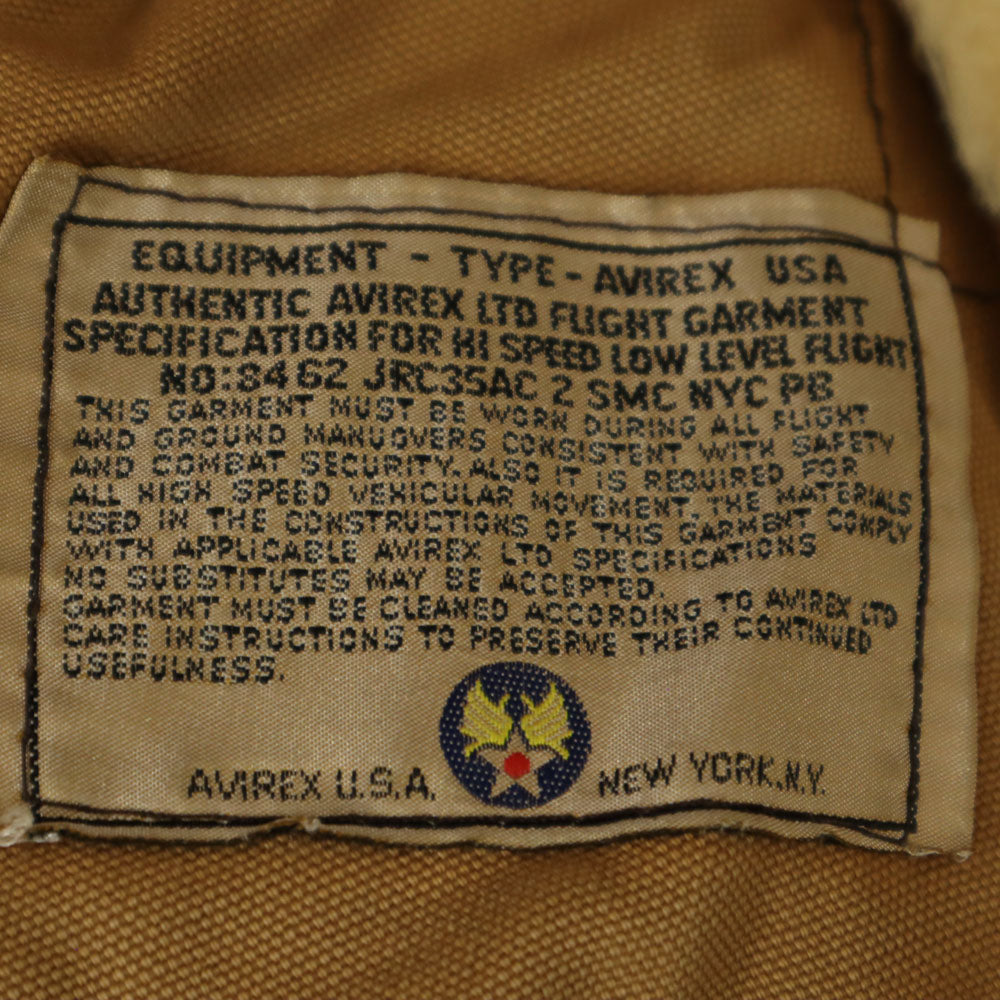 EQUIPMENT - TYPE - AVIREX USA
AUTHENTIC AVIREX LTD FLIGHT GARMENT
SPECIFICATION FOR HI SPEED LOW LEVEL FLIGHT
NO:8462 JRC35AC 2 SMC NYC PB
THIS GARMENT MUST BE WORN DURING ALL FLIGHT
AND GROUND MANUOVERS CONSISTENT WITH SAFETY
AND COMBAT SECURITY. ALSO IT IS REQUIRED FOR
ALL HIGH SPEED VEHICULAR MOVEMENT, THE MATERIALS
USED IN THE CONSTRUCTIONS OF THIS GARMENT COMPLY
WITH APPLICABLE AVIREX LTD SPECIFICATIONS
NO SUBSTITUTES MAY BE ACCEPTED.
GARMENT MUST BE CLEANED ACCORDING TO AVIREX LTD
CARE INSTRUCTIONS TO PRESERVE THEIR CONTINUED
USEFULNESS.
AVIREX U.S.A. NEW YORK.N.Y.